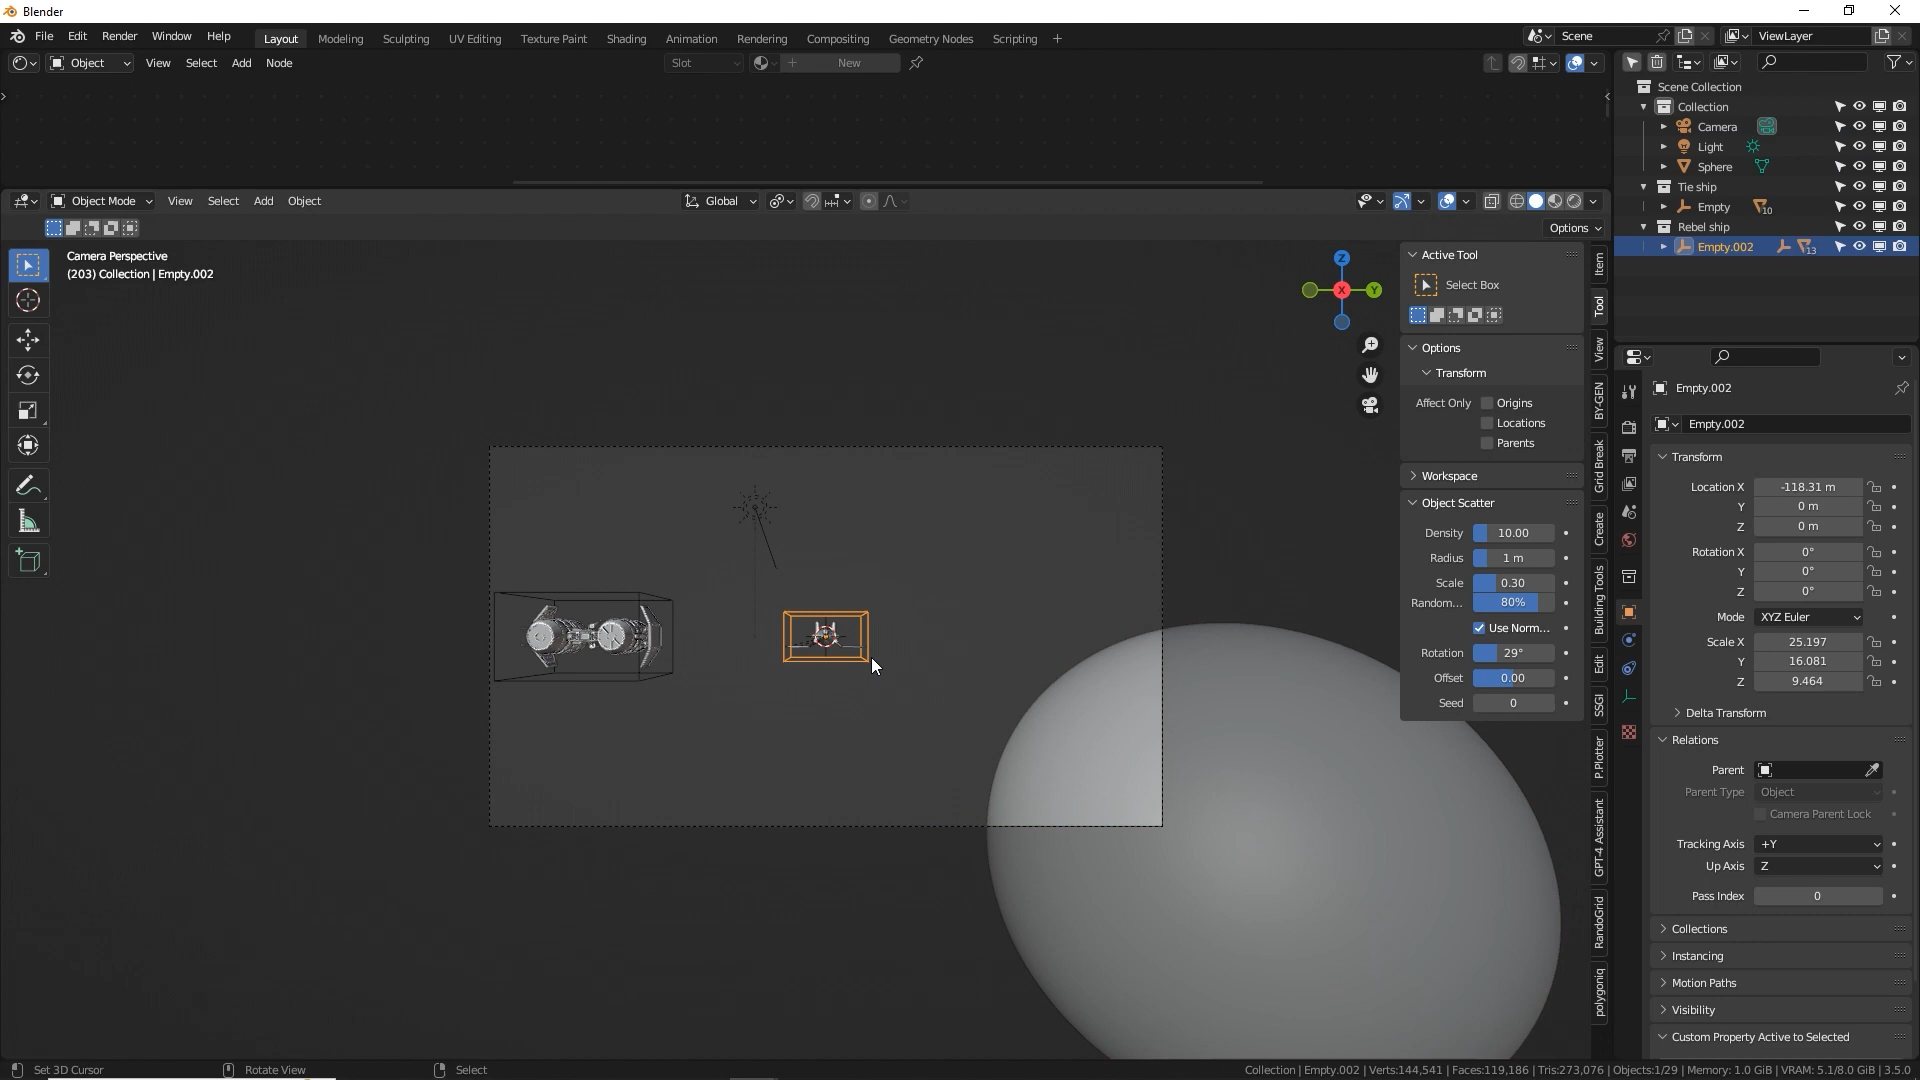 Blender
File Edit Render Window Help Layout Modeling Sculpting UV Editing Texture Paint Shading Animation Rendering Compositing Geometry Nodes Scripting + Scene ViewLayer
Object View Select Add Node Slot New
Object Mode View Select Add Object Global
Options
Camera Perspective
(203) Collection | Empty.002
Z
X
Y
Active Tool
Select Box
Options
Transform
Affect Only Origins
Locations
Parents
Workspace
Object Scatter
Density 10.00
Radius 1 m
Scale 0.30
Random... 80%
Use Norm...
Rotation 29°
Offset 0.00
Seed 0
Item
Tool
View
BY-GEN
Grid Break
Create
Building Tools
Edit
SSGI
P.Plotter
GPT-4 Assistant
RandoGrid
polygoniq
Scene Collection
Collection
Camera
Light
Sphere
Tie ship
Empty 10
Rebel ship
Empty.002 13
Empty.002
Empty.002
Transform
Location X -118.31 m
Y 0 m
Z 0 m
Rotation X 0°
Y 0°
Z 0°
Mode XYZ Euler
Scale X 25.197
Y 16.081
Z 9.464
Delta Transform
Relations
Parent
Parent Type Object
Camera Parent Lock
Tracking Axis +Y
Up Axis Z
Pass Index 0
Collections
Instancing
Motion Paths
Visibility
Custom Property Active to Selected
Set 3D Cursor Rotate View Select Collection | Empty.002 | Verts:144,541 | Faces:119,186 | Tris:273,076 | Objects:1/29 | Memory: 1.0 GiB | VRAM: 5.1/8.0 GiB | 3.5.0